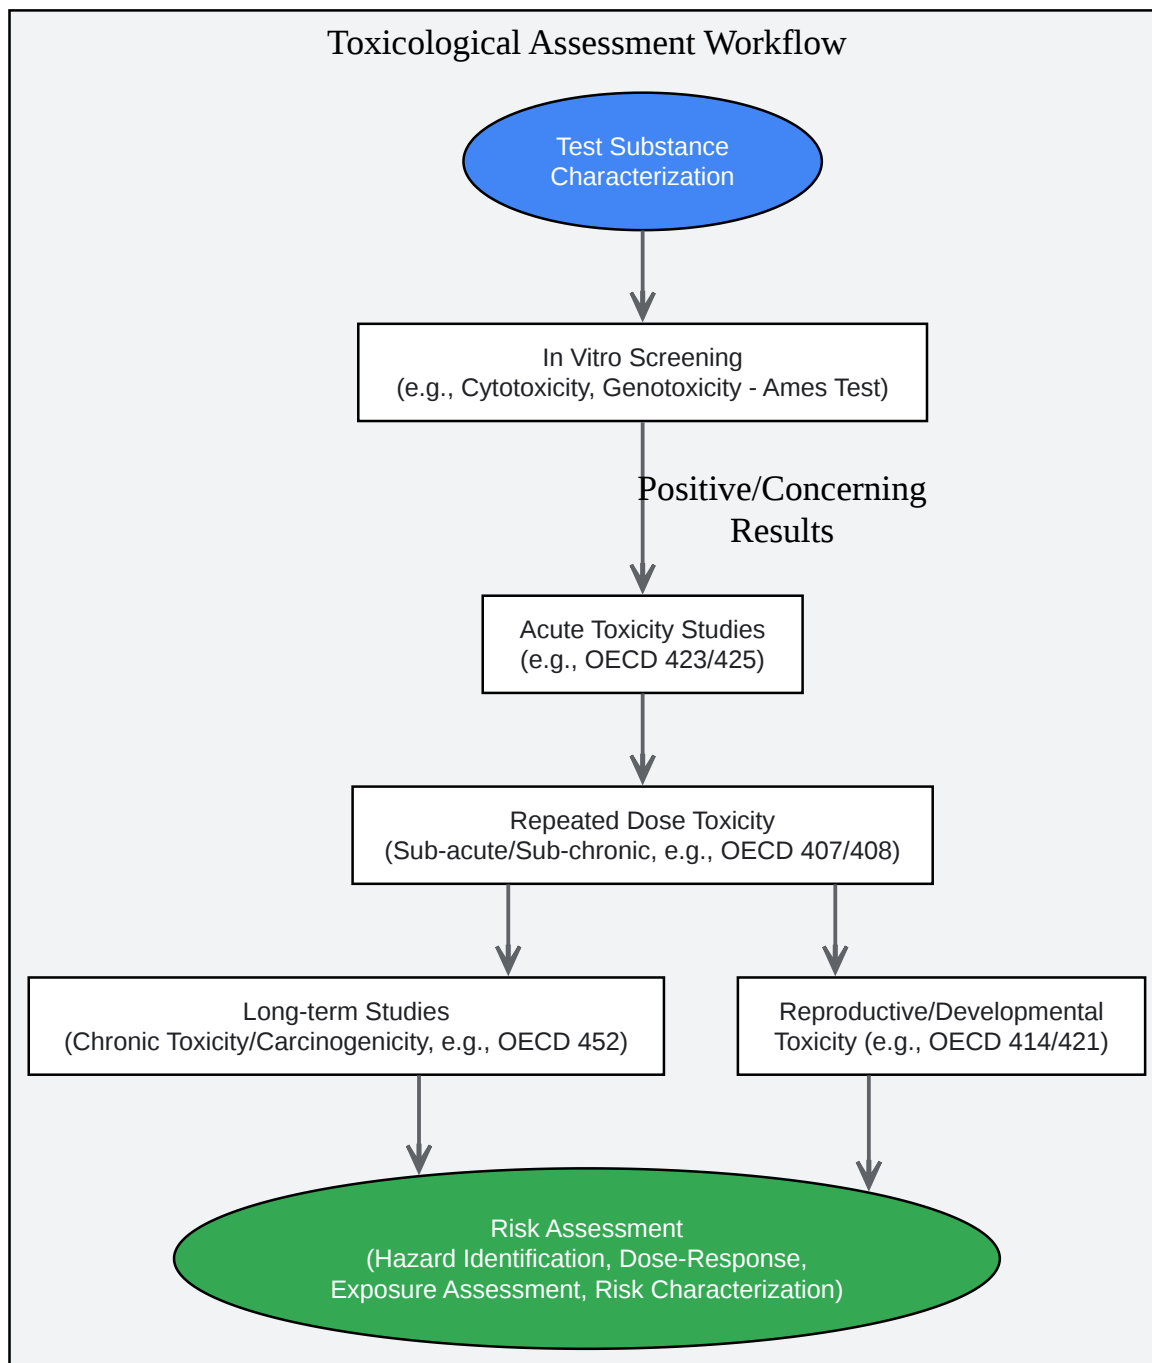 Toxicological Assessment Workflow
Test Substance
Characterization
In Vitro Screening
(e.g., Cytotoxicity, Genotoxicity - Ames Test)
Positive/Concerning
Results
Acute Toxicity Studies
(e.g., OECD 423/425)
Repeated Dose Toxicity
(Sub-acute/Sub-chronic, e.g., OECD 407/408)
Long-term Studies
(Chronic Toxicity/Carcinogenicity, e.g., OECD 452)
Reproductive/Developmental
Toxicity (e.g., OECD 414/421)
Risk Assessment
(Hazard Identification, Dose-Response,
Exposure Assessment, Risk Characterization)